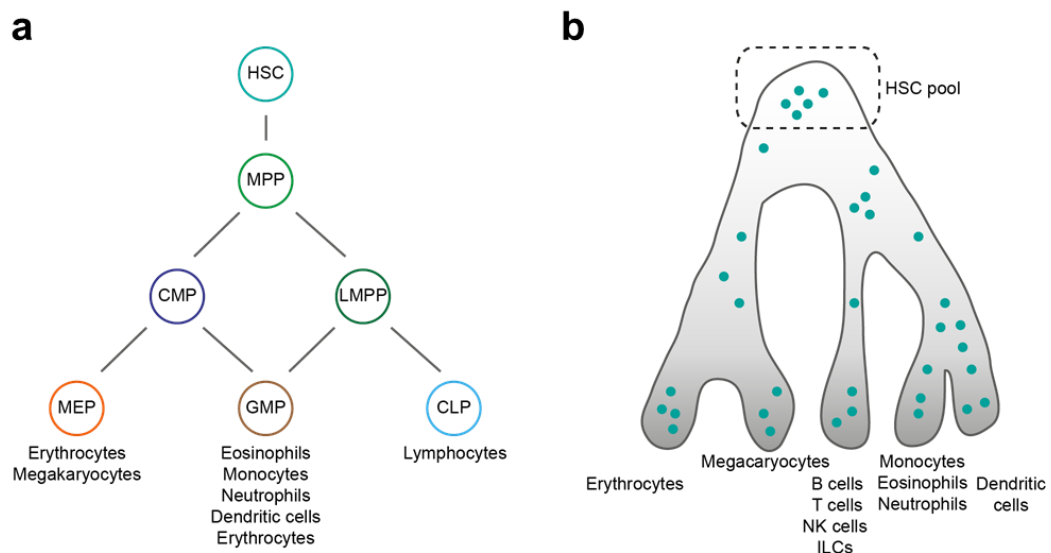 a
HSC
MPP
CMP
LMPP
MEP
GMP
CLP
Erythrocytes
Megakaryocytes
Eosinophils
Monocytes
Neutrophils
Dendritic cells
Erythrocytes
Lymphocytes
b
HSC pool
Erythrocytes
Megacaryocytes
B cells
T cells
NK cells
ILCs
Monocytes
Eosinophils
Neutrophils
Dendritic
cells